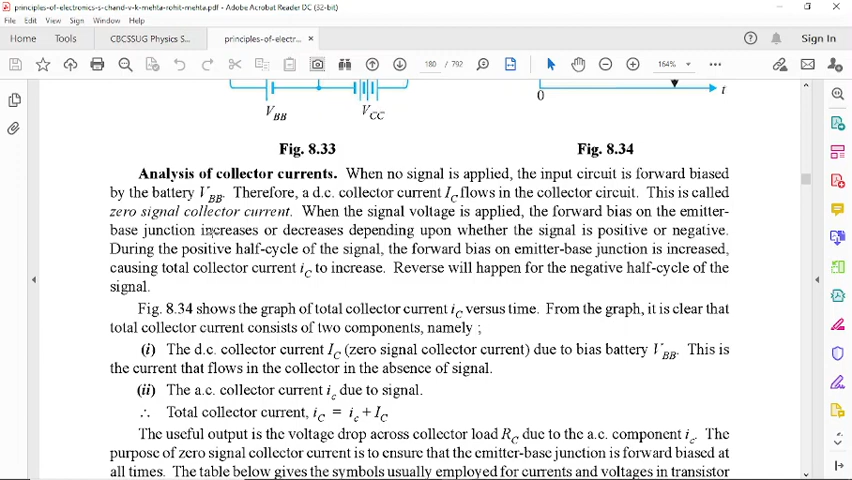 principles-of-electronics-s-chand-v-k-mehta-rohit-mehta.pdf - Adobe Acrobat Reader DC (32-bit)
File Edit View Sign Window Help
Home Tools CBCSSUG Physics S... principles-of-electr... × Sign In
180 / 792 164%
V_BB V_CC 0 t
Fig. 8.33 Fig. 8.34
Analysis of collector currents. When no signal is applied, the input circuit is forward biased
by the battery V_BB. Therefore, a d.c. collector current I_C flows in the collector circuit. This is called
zero signal collector current. When the signal voltage is applied, the forward bias on the emitter-
base junction increases or decreases depending upon whether the signal is positive or negative.
During the positive half-cycle of the signal, the forward bias on emitter-base junction is increased,
causing total collector current i_C to increase. Reverse will happen for the negative half-cycle of the
signal.
Fig. 8.34 shows the graph of total collector current i_C versus time. From the graph, it is clear that
total collector current consists of two components, namely ;
(i) The d.c. collector current I_C (zero signal collector current) due to bias battery V_BB. This is
the current that flows in the collector in the absence of signal.
(ii) The a.c. collector current i_c due to signal.
∴ Total collector current, i_C = i_c + I_C
The useful output is the voltage drop across collector load R_C due to the a.c. component i_c. The
purpose of zero signal collector current is to ensure that the emitter-base junction is forward biased at
all times. The table below gives the symbols usually employed for currents and voltages in transistor